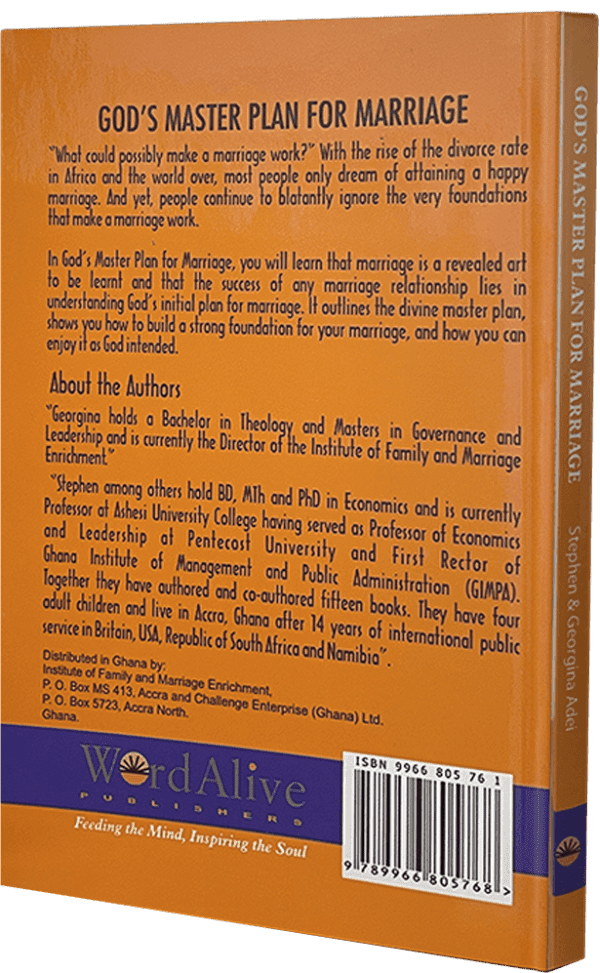 GOD'S MASTER PLAN FOR MARRIAGE
"What could possibly make a marriage work?" With the rise of the divorce rate
in Africa and the world over, most people only dream of attaining a happy
marriage. And yet, people continue to blatantly ignore the very foundations
that make a marriage work.
In God's Master Plan for Marriage, you will learn that marriage is a revealed art
to be learnt and that the success of any marriage relationship lies in
understanding God's initial plan for marriage. It outlines the divine master plan,
shows you how to build a strong foundation for your marriage, and how you can
enjoy it as God intended.
About the Authors
"Georgina holds a Bachelor in Theology and Masters in Governance and
Leadership and is currently the Director of the Institute of Family and Marriage
Enrichment."
"Stephen among others hold BD, MTh and PhD in Economics and is currently
Professor at Ashesi University College having served as Professor of Economics
and Leadership at Pentecost University and First Rector of
Ghana Institute of Management and Public Administration (GIMPA).
Together they have authored and co-authored fifteen books. They have four
adult children and live in Accra, Ghana after 14 years of international public
service in Britain, USA, Republic of South Africa and Namibia".
Distributed in Ghana by:
Institute of Family and Marriage Enrichment,
P. O. Box MS 413, Accra and Challenge Enterprise (Ghana) Ltd.
P. O. Box 5723, Accra North.
Ghana.
WordAlive
PUBLISHERS
Feeding the Mind, Inspiring the Soul
ISBN 9966 805 76 1
9 789966 805768 >
GOD'S MASTER PLAN FOR MARRIAGE Stephen & Georgina Adei